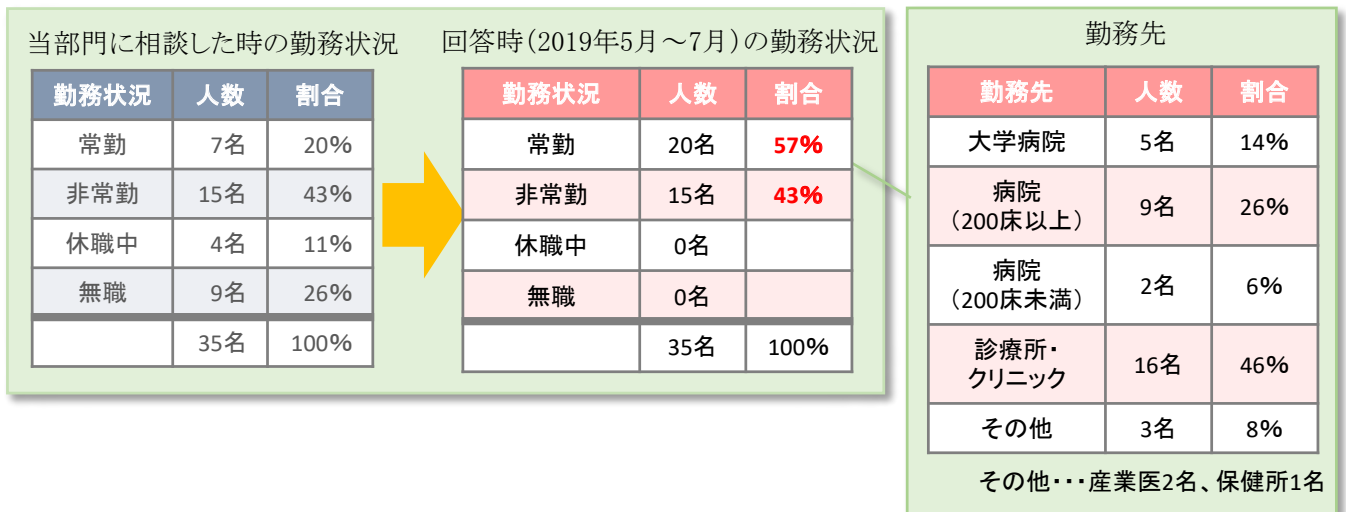 当部門に相談した時の勤務状況
勤務状況 人数 割合
常勤 7名 20%
非常勤 15名 43%
休職中 4名 11%
無職 9名 26%
35名 100%
回答時(2019年5月～7月)の勤務状況
勤務状況 人数 割合
常勤 20名 57%
非常勤 15名 43%
休職中 0名
無職 0名
35名 100%
勤務先
勤務先 人数 割合
大学病院 5名 14%
病院
(200床以上) 9名 26%
病院
(200床未満) 2名 6%
診療所・
クリニック 16名 46%
その他 3名 8%
その他・・・産業医2名、保健所1名